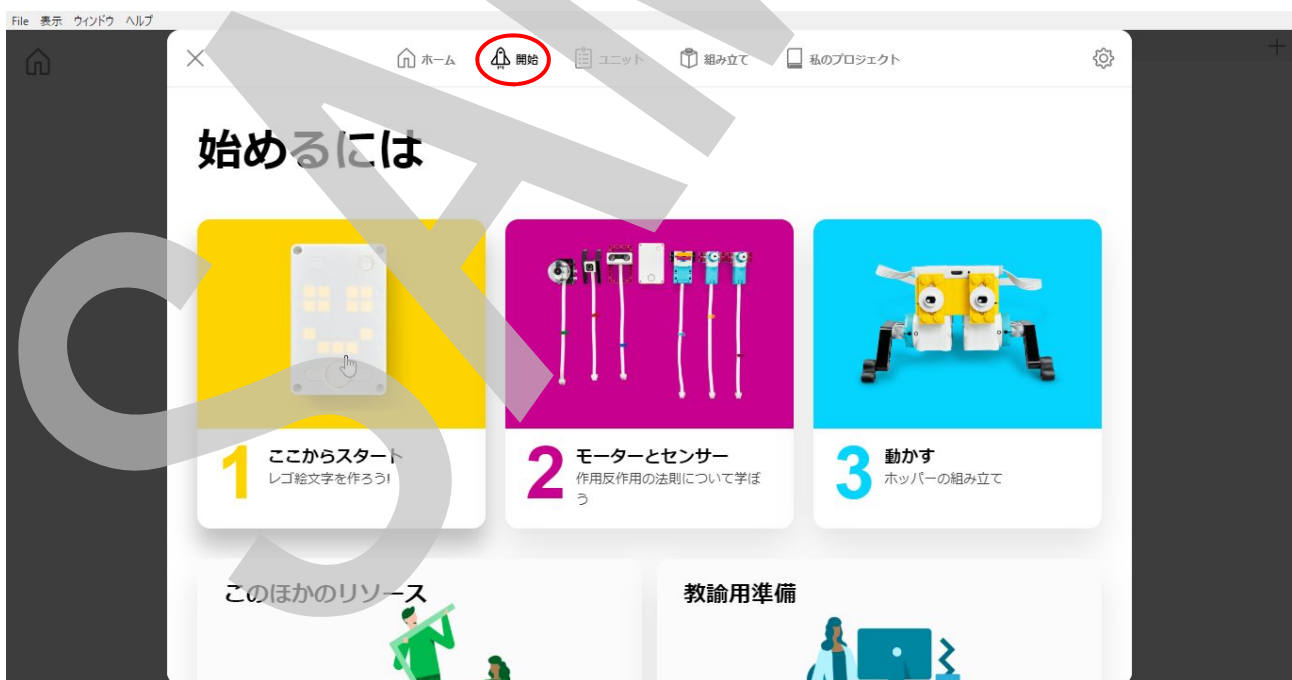 File 表示 ウィンドウ ヘルプ
ホーム 開始 ユニット 組み立て 私のプロジェクト
始めるには
1 ここからスタート
レゴ絵文字を作ろう!
2 モーターとセンサー
作用反作用の法則について学ぼ
う
3 動かす
ホッパーの組み立て
このほかのリソース
教諭用準備